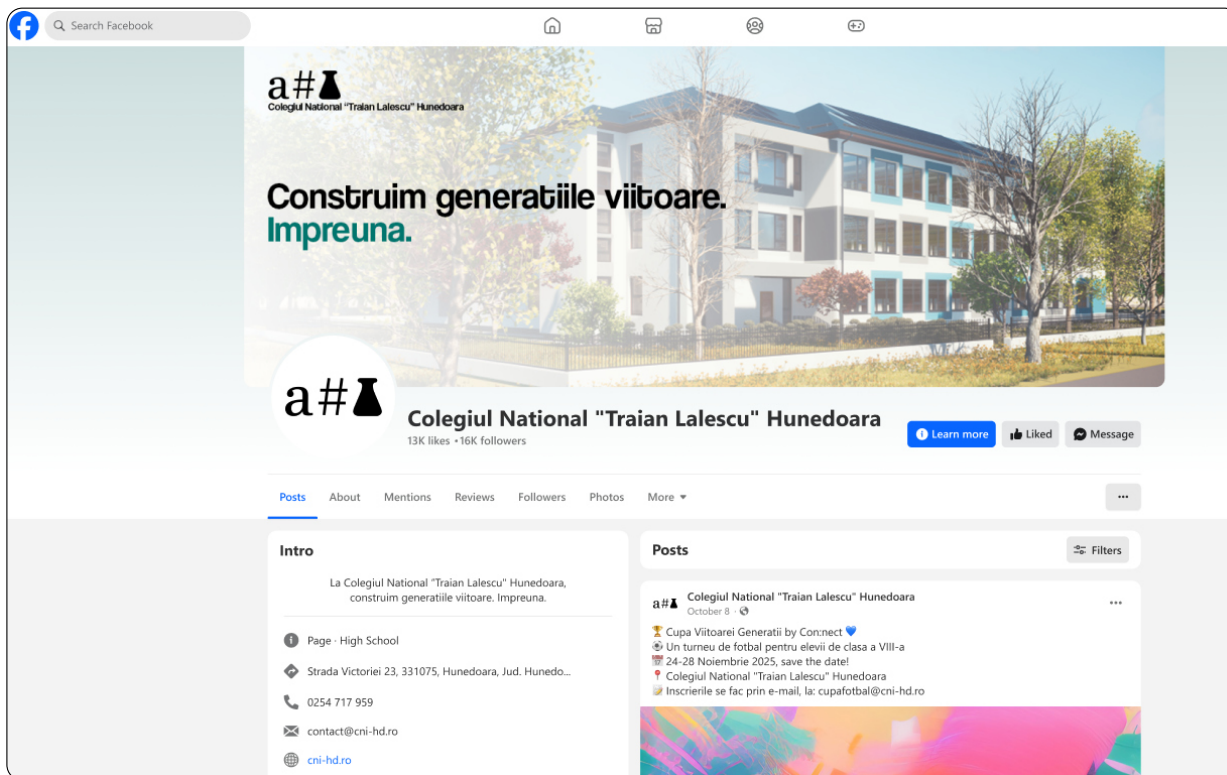 Search Facebook
a#
Colegiul National "Traian Lalescu" Hunedoara
Construim generatiile viitoare.
Impreuna.
a#
Colegiul National "Traian Lalescu" Hunedoara
13K likes • 16K followers
Learn more
Liked
Message
Posts About Mentions Reviews Followers Photos More
Intro
La Colegiul National "Traian Lalescu" Hunedoara,
construim generatiile viitoare. Impreuna.
Page · High School
Strada Victoriei 23, 331075, Hunedoara, Jud. Hunedo...
0254 717 959
contact@cni-hd.ro
cni-hd.ro
Posts
Filters
a#
Colegiul National "Traian Lalescu" Hunedoara
October 8 ·
🏆 Cupa Viitoarei Generatii by Con:nect 💙
⚽ Un turneu de fotbal pentru elevii de clasa a VIII-a
📅 24-28 Noiembrie 2025, save the date!
📍 Colegiul National "Traian Lalescu" Hunedoara
📝 Inscrierile se fac prin e-mail, la: cupafotbal@cni-hd.ro